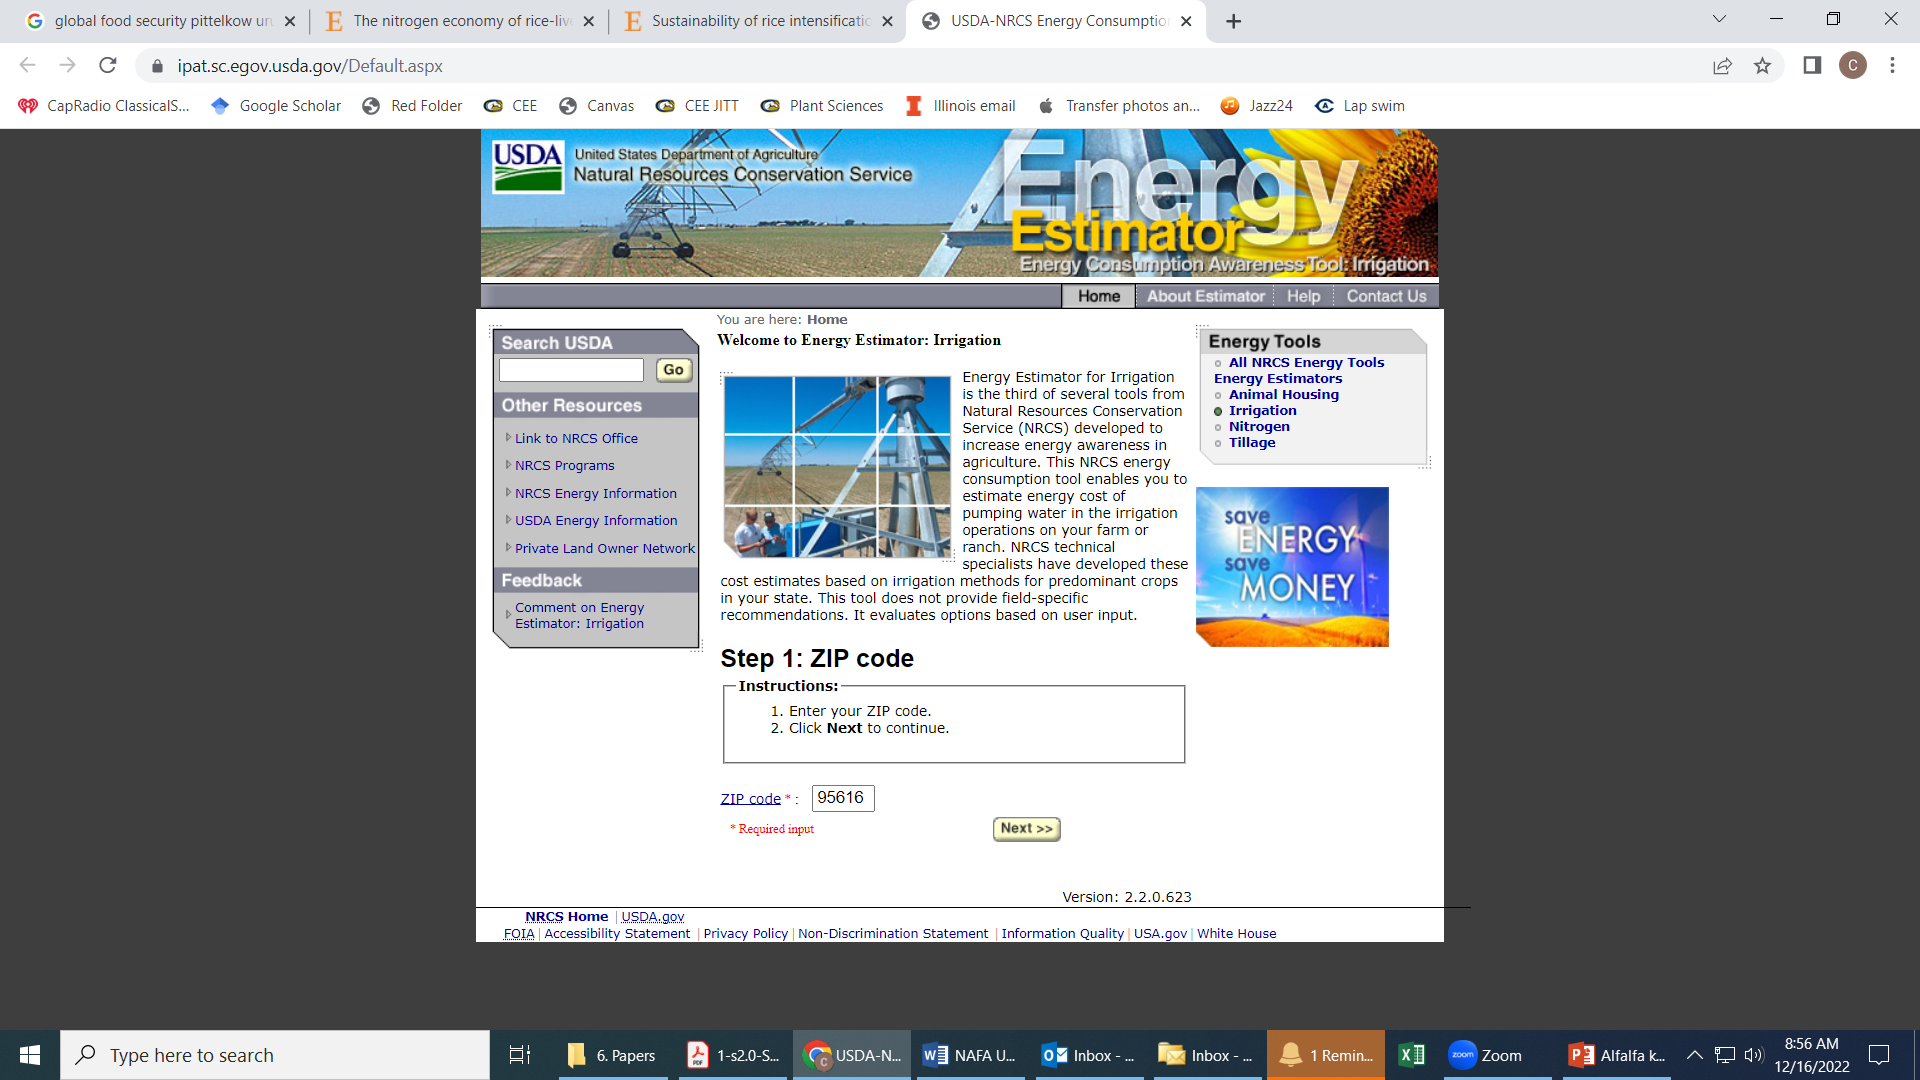 global food security pittelkow un
The nitrogen economy of rice-liv
Sustainability of rice intensificatio
USDA-NRCS Energy Consumption
ipat.sc.egov.usda.gov/Default.aspx
C
CapRadio ClassicalS...
Google Scholar
Red Folder
CEE
Canvas
CEE JITT
Plant Sciences
Illinois email
Transfer photos an...
Jazz24
Lap swim
USDA
United States Department of Agriculture
Natural Resources Conservation Service
Energy
Estimator
Energy Consumption Awareness Tool: Irrigation
Home
About Estimator
Help
Contact Us
Search USDA
Go
Other Resources
Link to NRCS Office
NRCS Programs
NRCS Energy Information
USDA Energy Information
Private Land Owner Network
Feedback
Comment on Energy
Estimator: Irrigation
You are here: Home
Welcome to Energy Estimator: Irrigation
Energy Estimator for Irrigation
is the third of several tools from
Natural Resources Conservation
Service (NRCS) developed to
increase energy awareness in
agriculture. This NRCS energy
consumption tool enables you to
estimate energy cost of
pumping water in the irrigation
operations on your farm or
ranch. NRCS technical
specialists have developed these
cost estimates based on irrigation methods for predominant crops
in your state. This tool does not provide field-specific
recommendations. It evaluates options based on user input.
Step 1: ZIP code
Instructions:
1. Enter your ZIP code.
2. Click Next to continue.
ZIP code * : 95616
* Required input
Next >>
Energy Tools
All NRCS Energy Tools
Energy Estimators
Animal Housing
Irrigation
Nitrogen
Tillage
save
ENERGY
save
MONEY
Version: 2.2.0.623
NRCS Home | USDA.gov
FOIA | Accessibility Statement | Privacy Policy | Non-Discrimination Statement | Information Quality | USA.gov | White House
Type here to search
6. Papers
1-s2.0-S...
USDA-N...
NAFA U...
Inbox - ...
Inbox - ...
1 Remin...
zoom
Zoom
Alfalfa k...
8:56 AM
12/16/2022